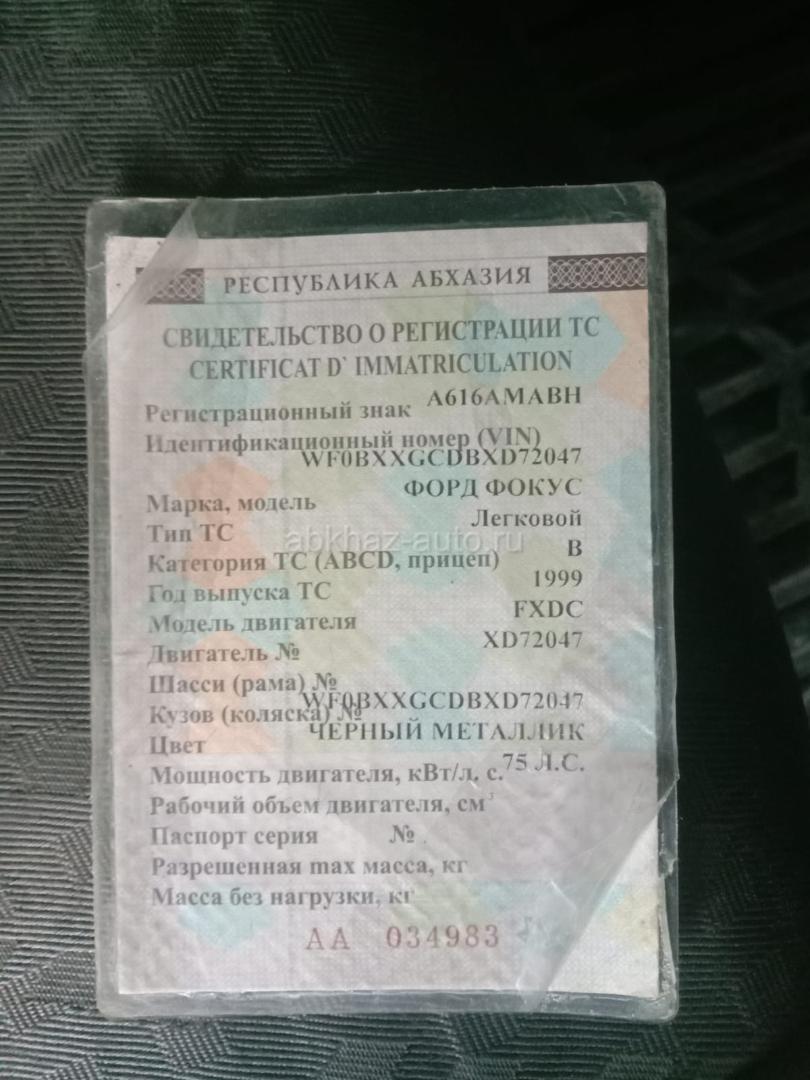 РЕСПУБЛИКА АБХАЗИЯ
СВИДЕТЕЛЬСТВО О РЕГИСТРАЦИИ ТС
CERTIFICAT D` IMMATRICULATION
Регистрационный знак А616АМАВН
Идентификационный номер (VIN)
WF0BXXGCDBXD72047
Марка, модель ФОРД ФОКУС
Тип ТС Легковой
abkhaz-auto.ru
Категория ТС (ABCD, прицеп) В
Год выпуска ТС 1999
Модель двигателя FXDC
Двигатель № XD72047
Шасси (рама) №
Кузов (коляска) № WF0BXXGCDBXD72047
Цвет ЧЕРНЫЙ МЕТАЛЛИК
Мощность двигателя, кВт/л. с. 75 Л.С.
Рабочий объем двигателя, см³
Паспорт серия №
Разрешенная max масса, кг
Масса без нагрузки, кг
АА 034983